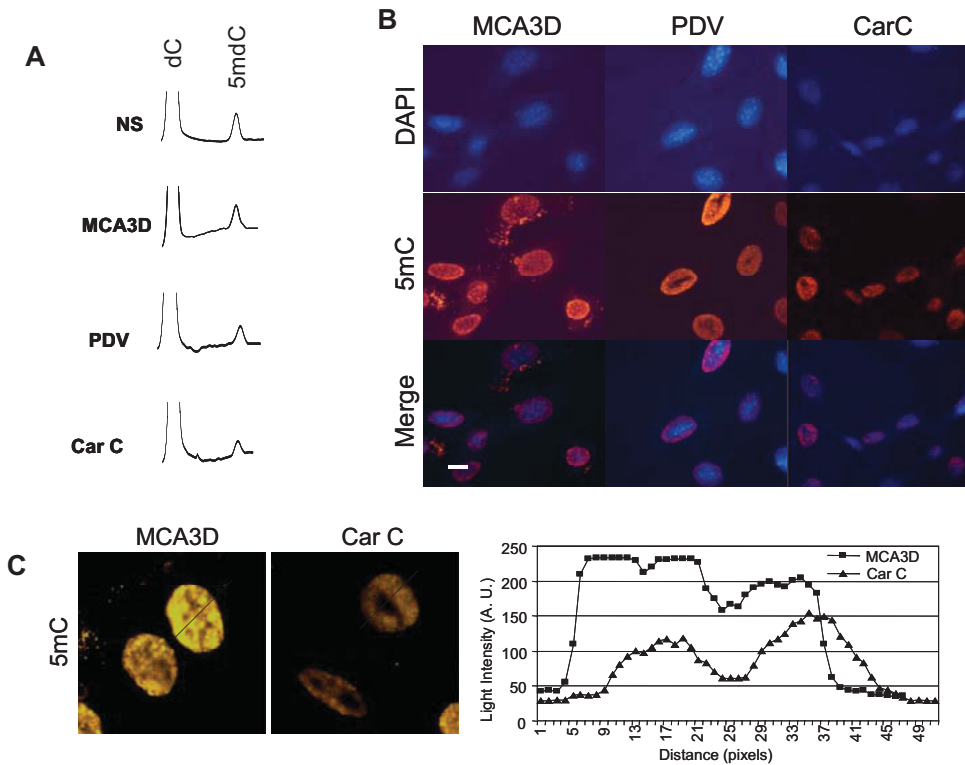 A
dC
5mdC
NS
MCA3D
PDV
Car C
B
MCA3D PDV CarC
DAPI
5mC
Merge
C
MCA3D Car C
5mC
Light Intensity (A. U.)
250
200
150
100
50
0
MCA3D
Car C
1 5 9 13 17 21 25 29 33 37 41 45 49
Distance (pixels)